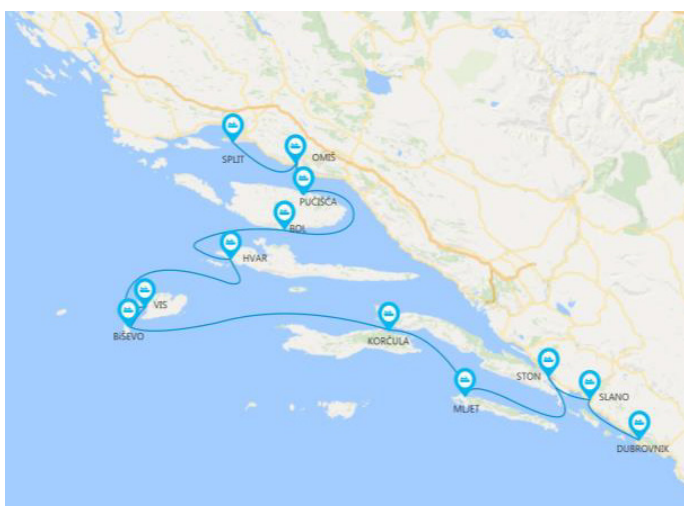 SPLIT
OMIŠ
PUČIŠĆA
BOL
HVAR
VIS
BIŠEVO
KORČULA
STON
MLJET
SLANO
DUBROVNIK